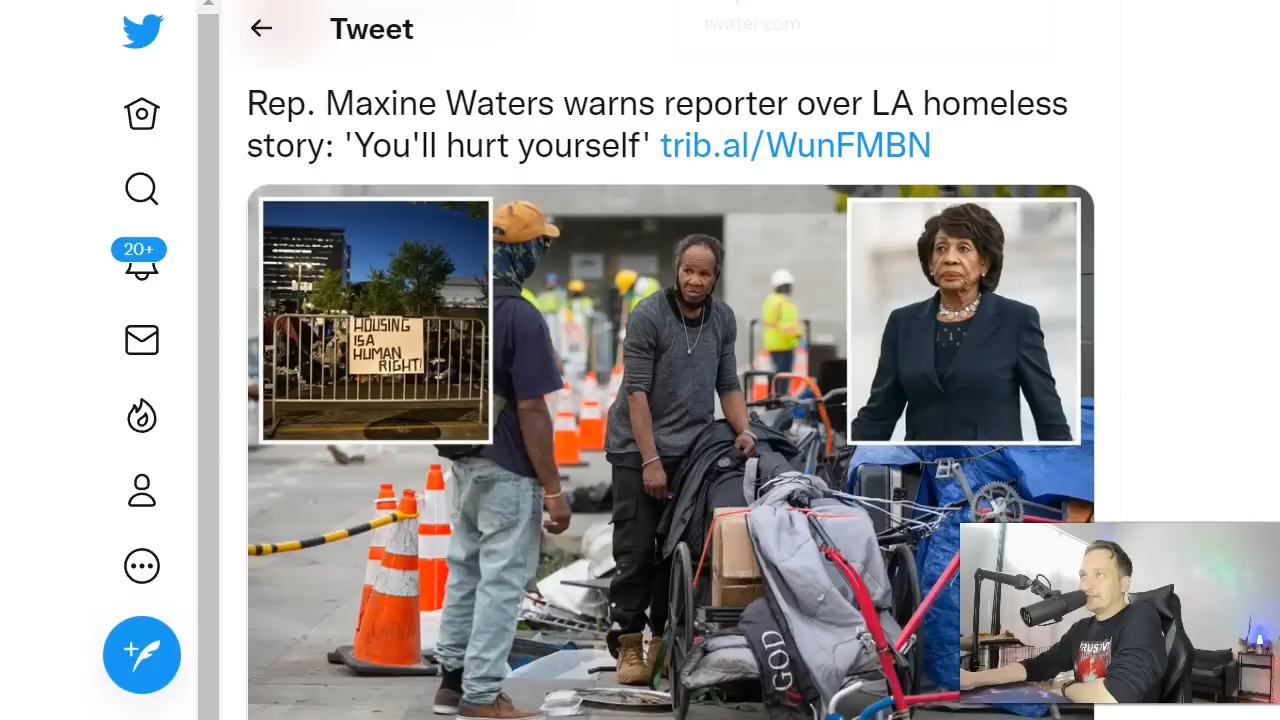 Tweet
twitter.com
Rep. Maxine Waters warns reporter over LA homeless
story: 'You'll hurt yourself' trib.al/WunFMBN
20+
HOUSING
IS A
HUMAN
RIGHT!
GOD